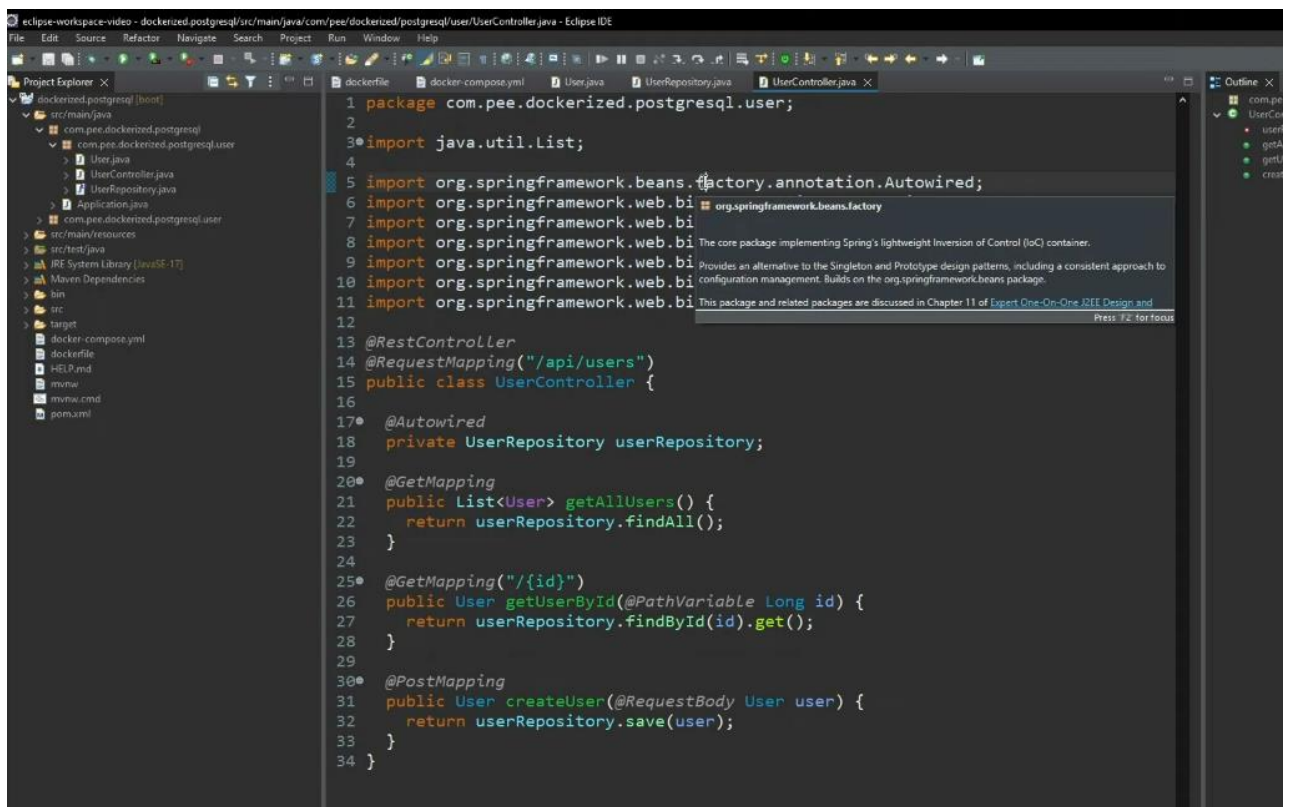 eclipse-workspace-video - dockerized.postgresql/src/main/java/com/pee/dockerized/postgresql/user/UserController.java - Eclipse IDE
File Edit Source Refactor Navigate Search Project Run Window Help
Project Explorer
dockerized.postgresql [boot]
src/main/java
com.pee.dockerized.postgresql
com.pee.dockerized.postgresql.user
User.java
UserController.java
UserRepository.java
Application.java
com.pee.dockerized.postgresql.user
src/main/resources
src/test/java
JRE System Library [JavaSE-17]
Maven Dependencies
bin
src
target
docker-compose.yml
dockerfile
HELP.md
mvnw
mvnw.cmd
pom.xml
dockerfile docker-compose.yml User.java UserRepository.java UserController.java
1 package com.pee.dockerized.postgresql.user;
2
3 import java.util.List;
4
5 import org.springframework.beans.factory.annotation.Autowired;
6 import org.springframework.web.bi
7 import org.springframework.web.bi
8 import org.springframework.web.bi
9 import org.springframework.web.bi
10 import org.springframework.web.bi
11 import org.springframework.web.bi
12
13 @RestController
14 @RequestMapping("/api/users")
15 public class UserController {
16
17 @Autowired
18 private UserRepository userRepository;
19
20 @GetMapping
21 public List<User> getAllUsers() {
22 return userRepository.findAll();
23 }
24
25 @GetMapping("/{id}")
26 public User getUserById(@PathVariable Long id) {
27 return userRepository.findById(id).get();
28 }
29
30 @PostMapping
31 public User createUser(@RequestBody User user) {
32 return userRepository.save(user);
33 }
34 }
org.springframework.beans.factory
The core package implementing Spring's lightweight Inversion of Control (IoC) container.
Provides an alternative to the Singleton and Prototype design patterns, including a consistent approach to
configuration management. Builds on the org.springframework.beans package.
This package and related packages are discussed in Chapter 11 of Expert One-On-One J2EE Design and
Press 'F2' for focus
Outline
com.pe
UserCo
userR
getA
getU
creat